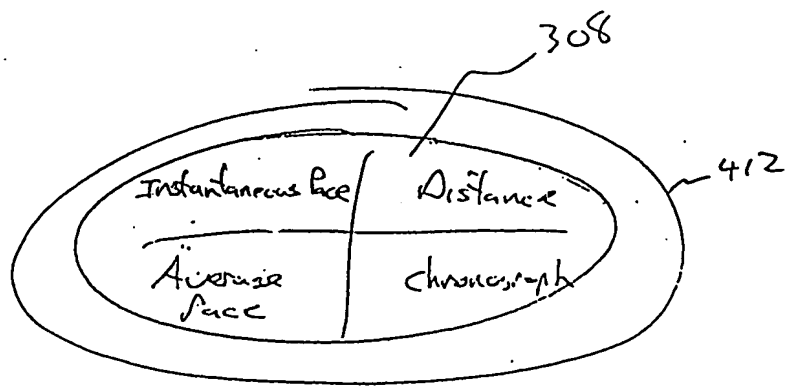 308
412
Instantaneous Pace
Distance
Average
Pace
Chronograph